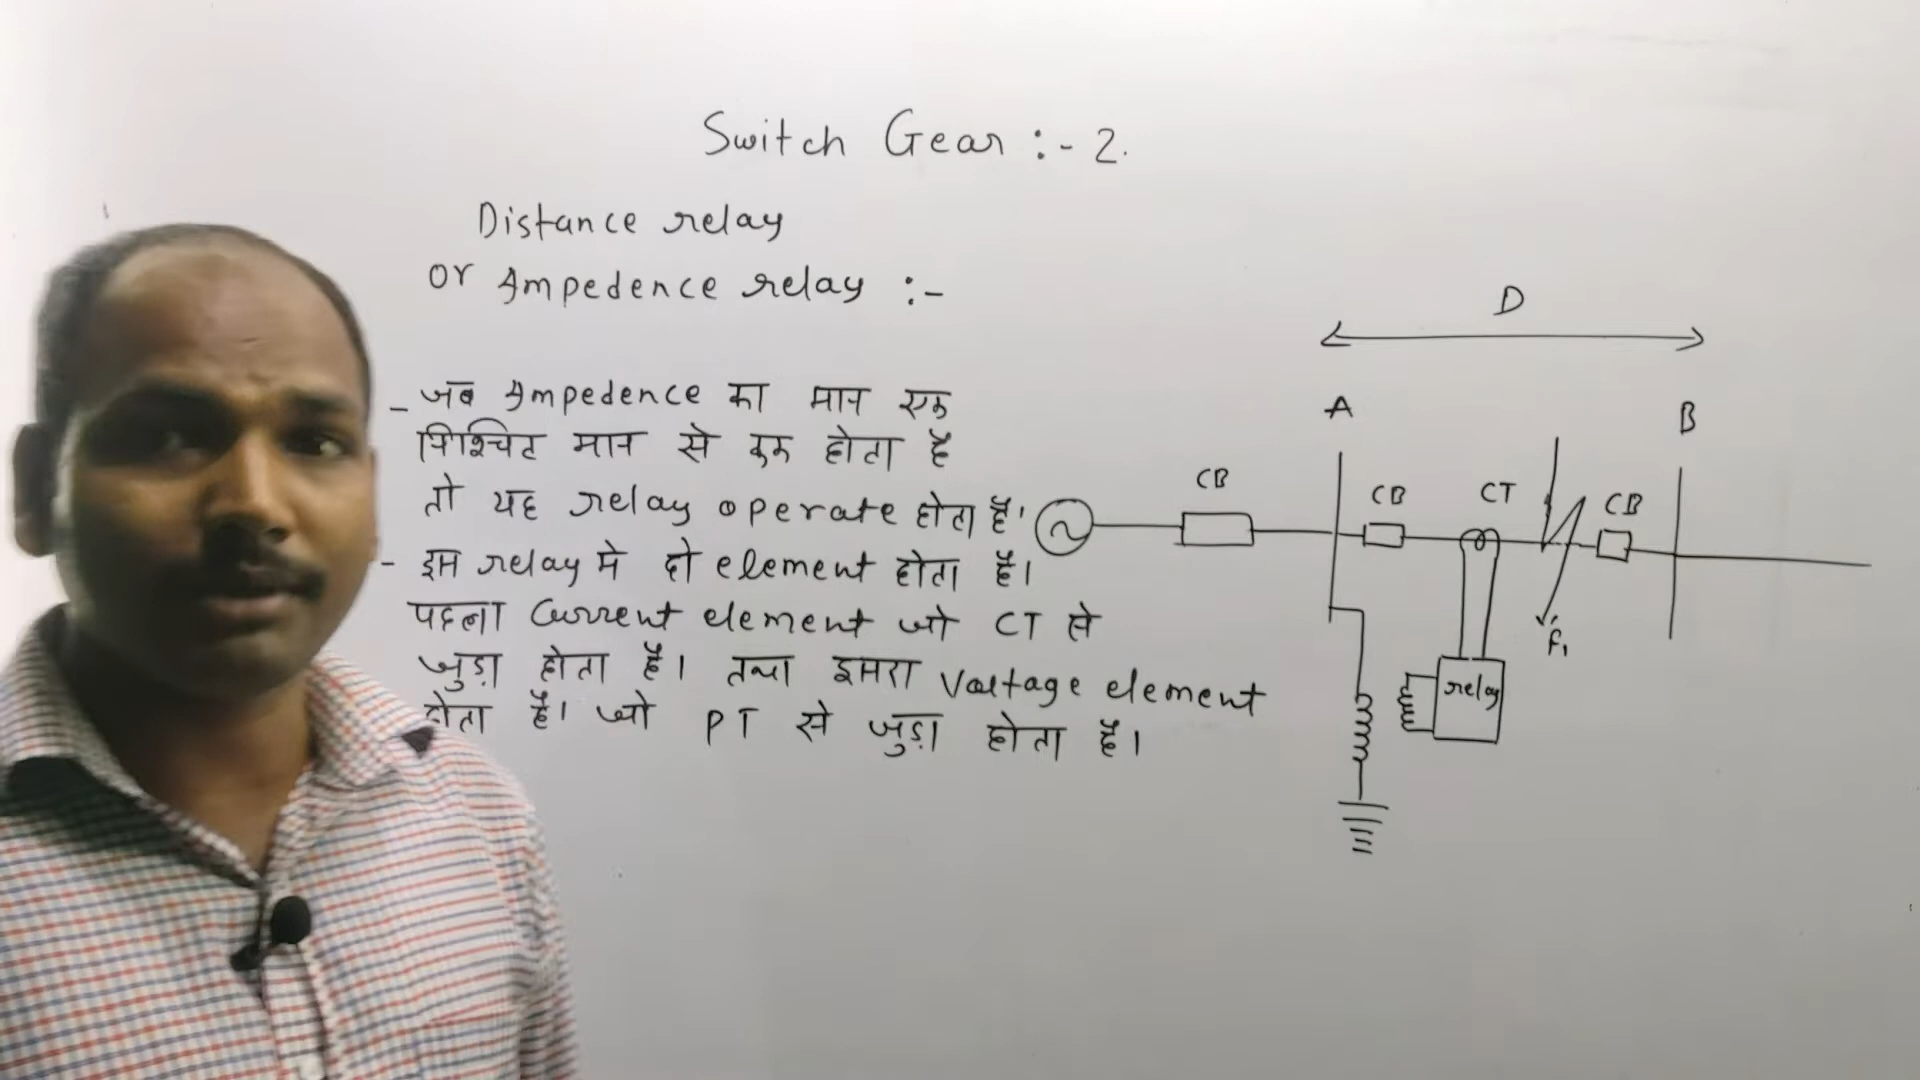 Switch Gear :- 2.
Distance relay
or Impedence relay :-
- जब Impedence का मान एक
निश्चित मान से कम होता है
तो यह relay operate होता है।
- इस relay मे दो element होता है।
पहला Current element जो CT से
जुड़ा होता है। तथा दुसरा Voltage element
होता है। जो PT से जुड़ा होता है।
D
A
B
CB
CB
CT
CB
F1
relay